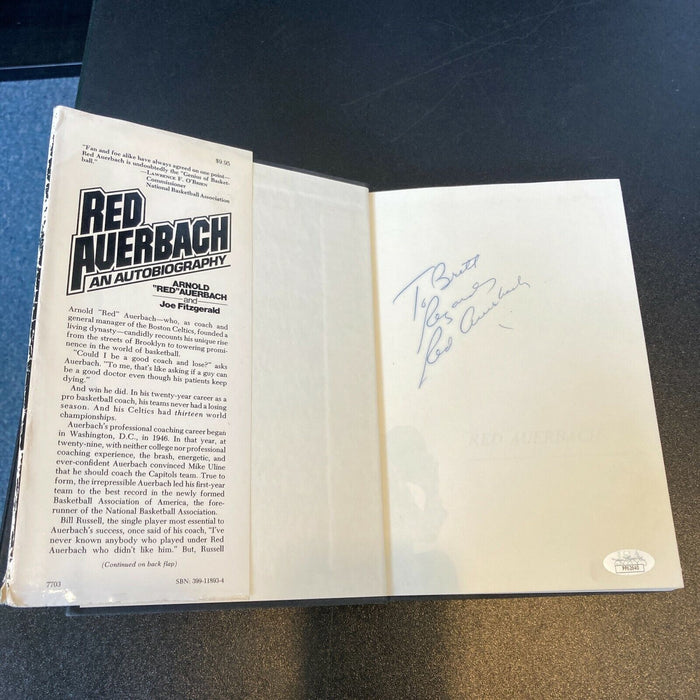 "Fan and foe alike have always agreed on one point—
Red Auerbach is undoubtedly the "Genius of Basket-
ball."
—LAWRENCE F. O'BRIEN
Commissioner
National Basketball Association
$9.95
RED
AUERBACH
AN AUTOBIOGRAPHY
ARNOLD
"RED" AUERBACH
and
Joe Fitzgerald
Arnold "Red" Auerbach—who, as coach and
general manager of the Boston Celtics, founded a
living dynasty—candidly recounts his unique rise
from the streets of Brooklyn to towering promi-
nence in the world of basketball.
"Could I be a good coach and lose?" asks
Auerbach. "To me, that's like asking if a guy can
be a good doctor even though his patients keep
dying."
And win he did. In his twenty-year career as a
pro basketball coach, his teams never had a losing
season. And his Celtics had thirteen world
championships.
Auerbach's professional coaching career began
in Washington, D.C., in 1946. In that year, at
twenty-nine, with neither college nor professional
coaching experience, the brash, energetic, and
ever-confident Auerbach convinced Mike Uline
that he should coach the Capitols team. True to
form, the irrepressible Auerbach led his first-year
team to the best record in the newly formed
Basketball Association of America, the fore-
runner of the National Basketball Association.
Bill Russell, the single player most essential to
Auerbach's success, once said of his coach, "I've
never known anybody who played under Red
Auerbach who didn't like him." But, Russell
(Continued on back flap)
7703
SBN: 399-11893-4
To Brett
Regards
Red Auerbach
RED AUERBACH
JSA